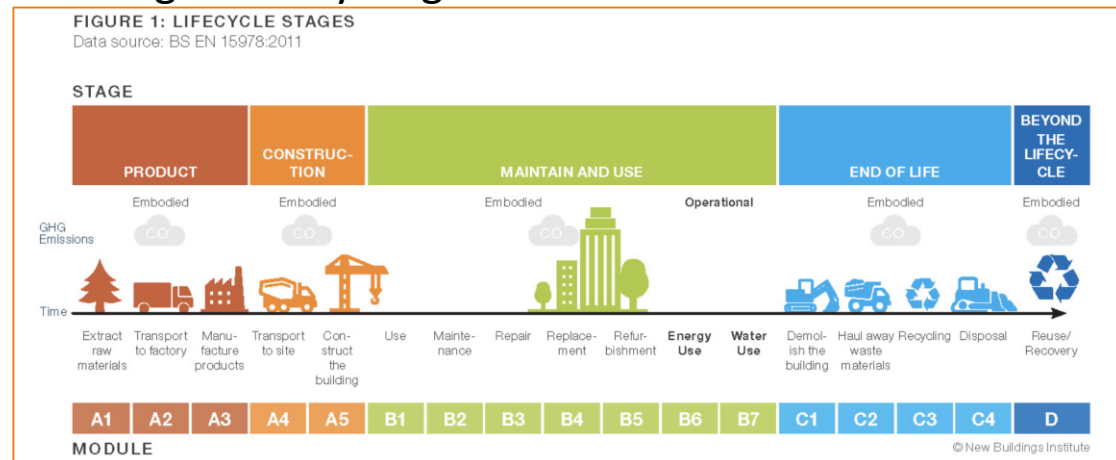 FIGURE 1: LIFECYCLE STAGES
Data source: BS EN 15978:2011
STAGE
PRODUCT
CONSTRUC-
TION
MAINTAIN AND USE
END OF LIFE
BEYOND
THE
LIFECY-
CLE
Embodied
Embodied
Embodied
Operational
Embodied
Embodied
GHG
Emissions
CO
CO
CO
CO
CO
Time
Extract
raw
materials
Transport
to factory
Manu-
facture
products
Transport
to site
Con-
struct
the
building
Use
Mainte-
nance
Repair
Replace-
ment
Refur-
bishment
Energy
Use
Water
Use
Demol-
ish the
building
Haul away
waste
materials
Recycling
Disposal
Reuse/
Recovery
A1 A2 A3 A4 A5 B1 B2 B3 B4 B5 B6 B7 C1 C2 C3 C4 D
MODULE
© New Buildings Institute